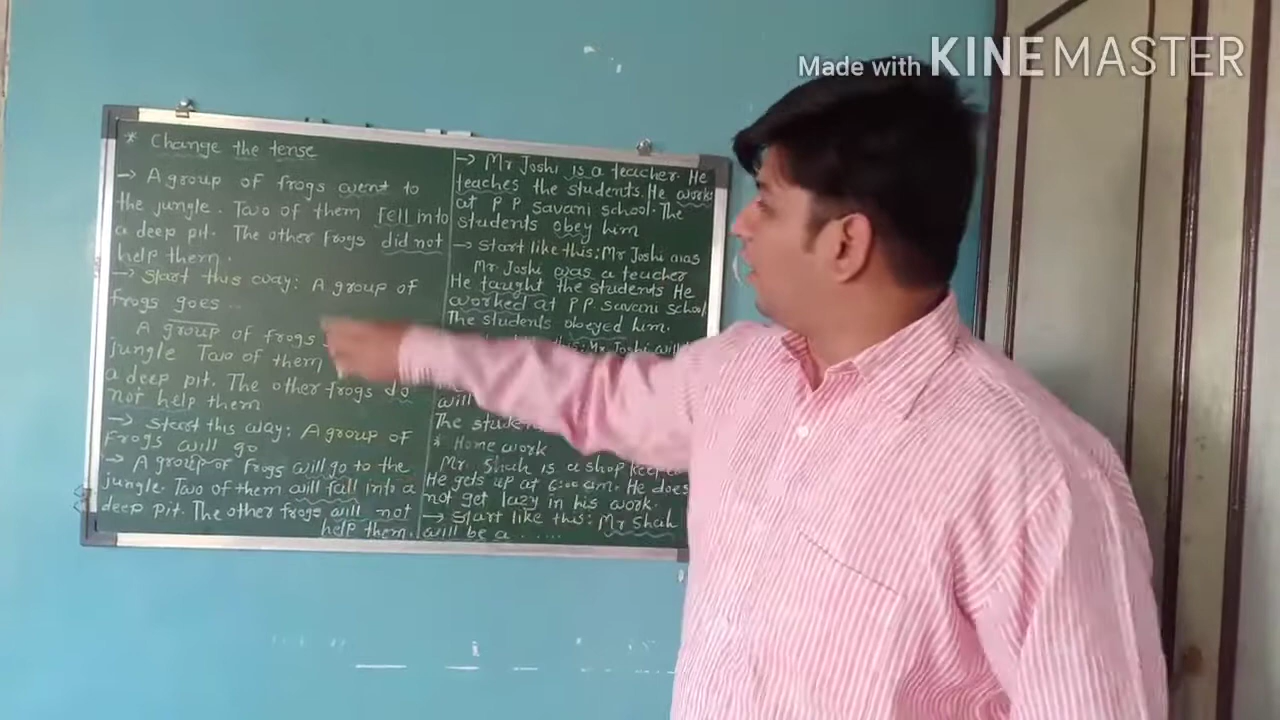 Made with KINEMASTER
* Change the tense
→ A group of frogs went to
the jungle. Two of them fell into
a deep pit. The other frogs did not
help them.
→ Start this way: A group of
frogs goes ..
A group of frogs
jungle Two of them
a deep pit. The other frogs do
not help them
→ Start this way: A group of
frogs will go
→ A group of frogs will go to the
jungle. Two of them will fall into a
deep pit. The other frogs will not
help them.
→ Mr Joshi is a teacher. He
teaches the students. He works
at P P Savani school. The
students obey him
→ Start like this: Mr Joshi was
Mr Joshi was a teacher
He taught the students He
worked at P P Savani school.
The students obeyed him.
this: Mr Joshi will
will
The
* Home work
Mr. Shah is a shop keeper
He gets up at 6:00 am. He does
not get lazy in his work.
→ Start like this: Mr Shah
will be a . . . . . .